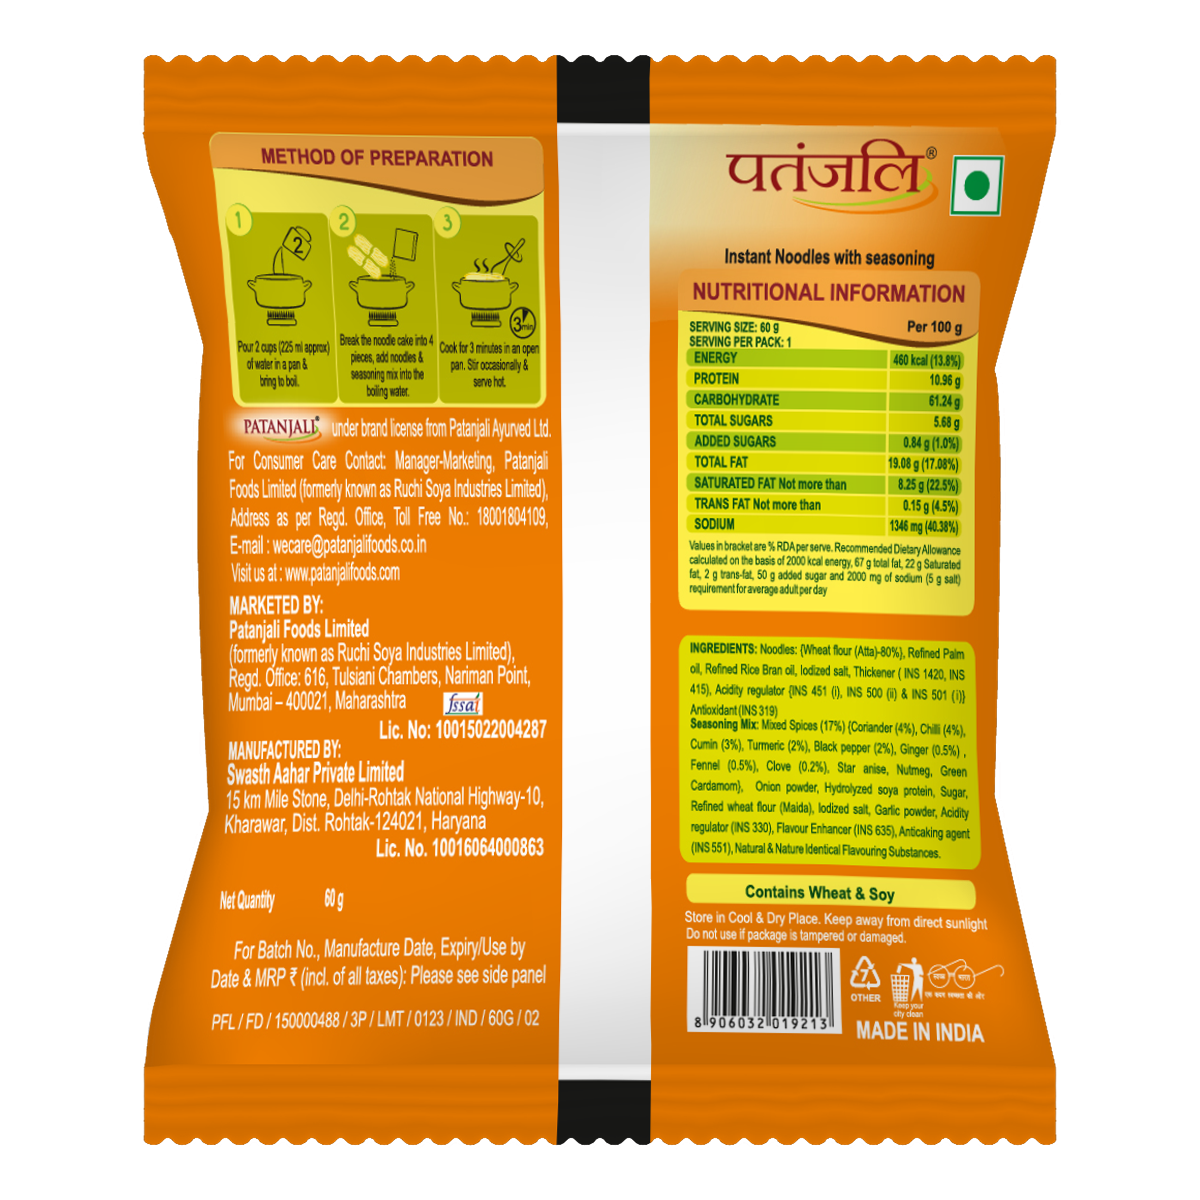 METHOD OF PREPARATION
1
2
2
3
3 min
Pour 2 cups (225 ml approx)
of water in a pan &
bring to boil.
Break the noodle cake into 4
pieces, add noodles &
seasoning mix into the
boiling water.
Cook for 3 minutes in an open
pan. Stir occasionally &
serve hot.
PATANJALI® under brand license from Patanjali Ayurved Ltd.
For Consumer Care Contact: Manager-Marketing, Patanjali
Foods Limited (formerly known as Ruchi Soya Industries Limited),
Address as per Regd. Office, Toll Free No.: 18001804109,
E-mail : wecare@patanjalifoods.co.in
Visit us at : www.patanjalifoods.com
MARKETED BY:
Patanjali Foods Limited
(formerly known as Ruchi Soya Industries Limited),
Regd. Office: 616, Tulsiani Chambers, Nariman Point,
Mumbai – 400021, Maharashtra
fssai
Lic. No: 10015022004287
MANUFACTURED BY:
Swasth Aahar Private Limited
15 km Mile Stone, Delhi-Rohtak National Highway-10,
Kharawar, Dist. Rohtak-124021, Haryana
Lic. No. 10016064000863
Net Quantity 60 g
For Batch No., Manufacture Date, Expiry/Use by
Date & MRP ₹ (incl. of all taxes): Please see side panel
PFL / FD / 150000488 / 3P / LMT / 0123 / IND / 60G / 02
पतंजलि®
Instant Noodles with seasoning
NUTRITIONAL INFORMATION
Per 100 g
SERVING SIZE: 60 g
SERVING PER PACK: 1
ENERGY 460 kcal (13.8%)
PROTEIN 10.96 g
CARBOHYDRATE 61.24 g
TOTAL SUGARS 5.68 g
ADDED SUGARS 0.84 g (1.0%)
TOTAL FAT 19.08 g (17.08%)
SATURATED FAT Not more than 8.25 g (22.5%)
TRANS FAT Not more than 0.15 g (4.5%)
SODIUM 1346 mg (40.38%)
Values in bracket are % RDA per serve. Recommended Dietary Allowance
calculated on the basis of 2000 kcal energy, 67 g total fat, 22 g Saturated
fat, 2 g trans-fat, 50 g added sugar and 2000 mg of sodium (5 g salt)
requirement for average adult per day
INGREDIENTS: Noodles: {Wheat flour (Atta)-80%}, Refined Palm
oil, Refined Rice Bran oil, Iodized salt, Thickener ( INS 1420, INS
415), Acidity regulator {INS 451 (i), INS 500 (ii) & INS 501 (i)}
Antioxidant (INS 319)
Seasoning Mix: Mixed Spices (17%) {Coriander (4%), Chilli (4%),
Cumin (3%), Turmeric (2%), Black pepper (2%), Ginger (0.5%) ,
Fennel (0.5%), Clove (0.2%), Star anise, Nutmeg, Green
Cardamom}, Onion powder, Hydrolyzed soya protein, Sugar,
Refined wheat flour (Maida), Iodized salt, Garlic powder, Acidity
regulator (INS 330), Flavour Enhancer (INS 635), Anticaking agent
(INS 551), Natural & Nature Identical Flavouring Substances.
Contains Wheat & Soy
Store in Cool & Dry Place. Keep away from direct sunlight
Do not use if package is tampered or damaged.
8 906032 019213
7
OTHER
Keep your
city clean
स्वच्छ भारत
एक कदम स्वच्छता की ओर
MADE IN INDIA